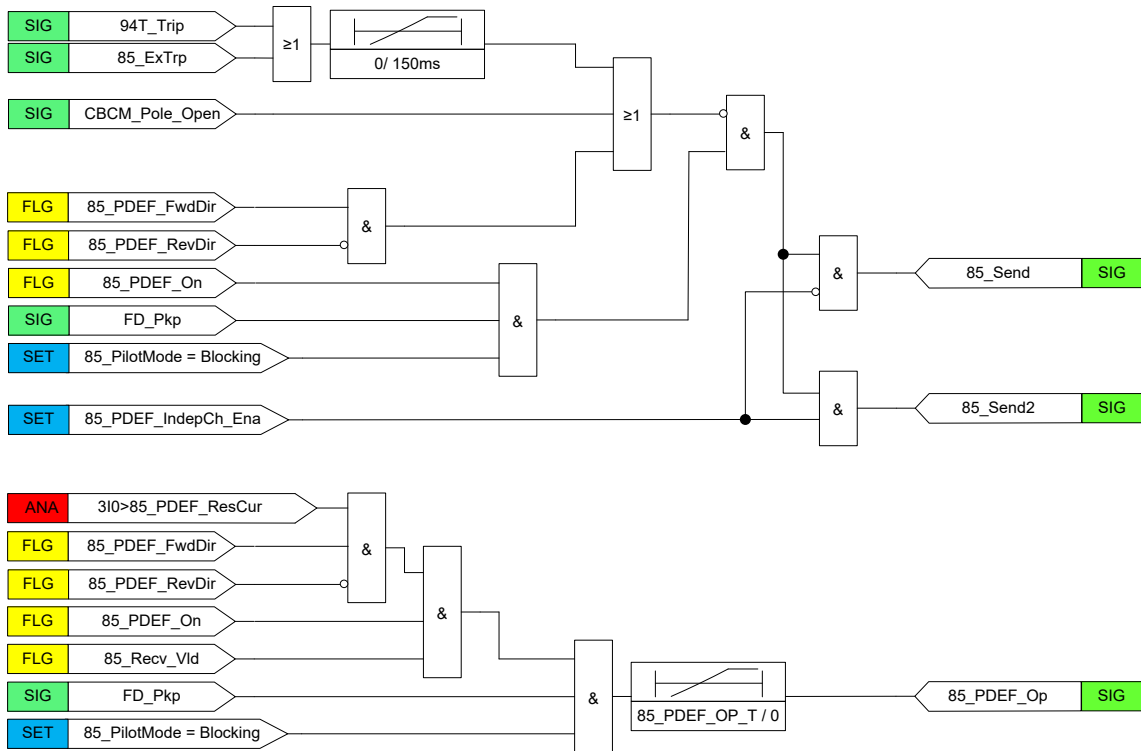 SIG 94T_Trip
SIG 85_ExTrp
≥1
0/ 150ms
SIG CBCM_Pole_Open
≥1
&
FLG 85_PDEF_FwdDir
FLG 85_PDEF_RevDir
&
FLG 85_PDEF_On
SIG FD_Pkp
SET 85_PilotMode = Blocking
&
&
85_Send SIG
SET 85_PDEF_IndepCh_Ena
&
85_Send2 SIG
ANA 3I0>85_PDEF_ResCur
FLG 85_PDEF_FwdDir
FLG 85_PDEF_RevDir
&
FLG 85_PDEF_On
FLG 85_Recv_Vld
&
SIG FD_Pkp
SET 85_PilotMode = Blocking
&
85_PDEF_OP_T / 0
85_PDEF_Op SIG